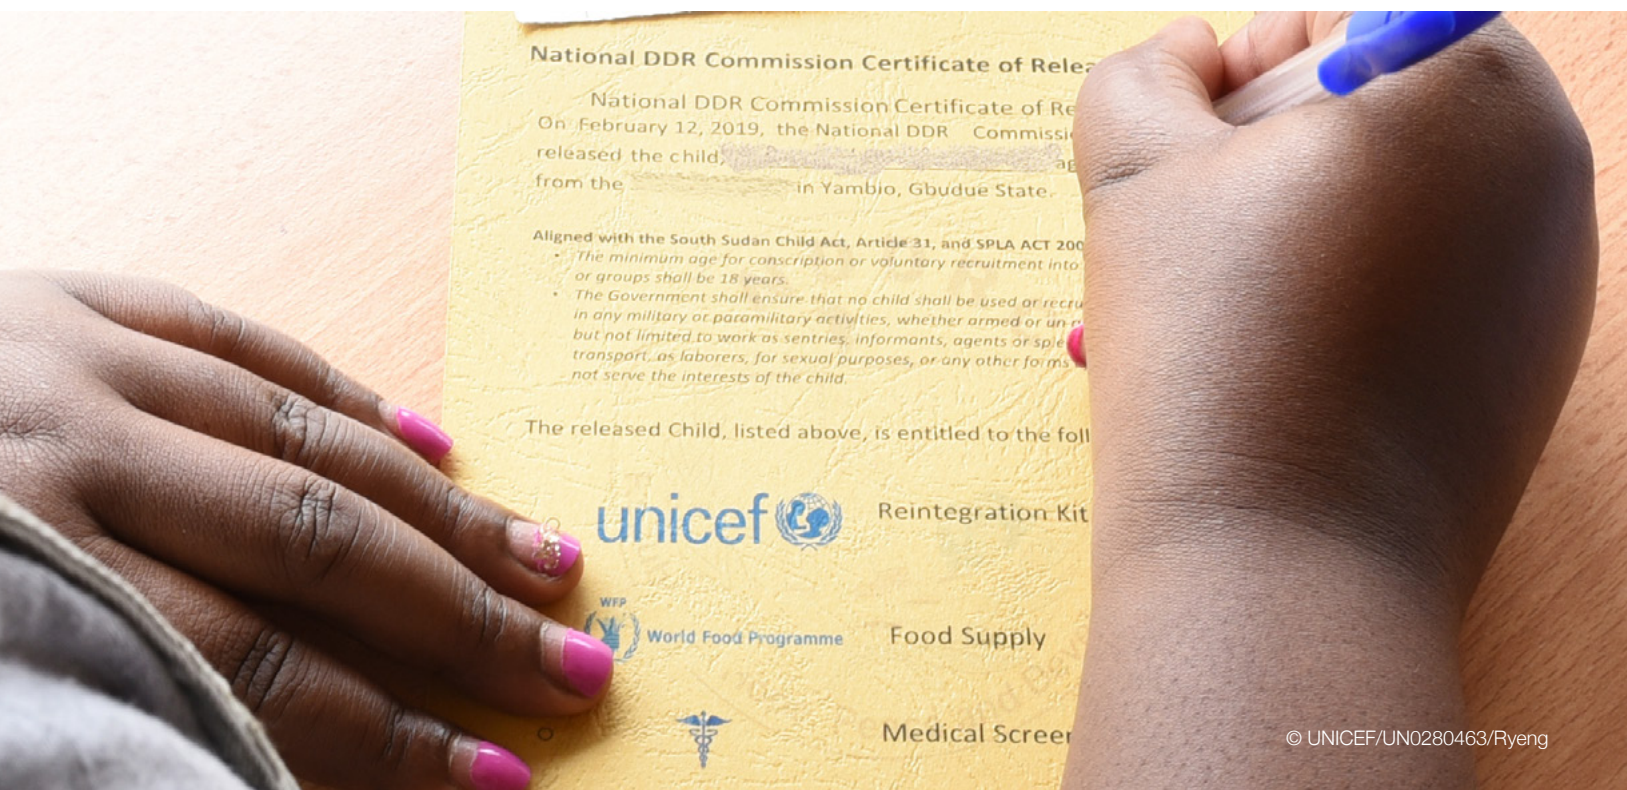 National DDR Commission Certificate of Relea
National DDR Commission Certificate of Re
On February 12, 2019, the National DDR Commissi
released the child, ag
from the in Yambio, Gbudue State.
Aligned with the South Sudan Child Act, Article 31, and SPLA ACT 200
• The minimum age for conscription or voluntary recruitment into
or groups shall be 18 years.
• The Government shall ensure that no child shall be used or recru
in any military or paramilitary activities, whether armed or un
but not limited to work as sentries, informants, agents or spie
transport, as laborers, for sexual purposes, or any other forms
not serve the interests of the child.
The released Child, listed above, is entitled to the foll
unicef Reintegration Kit
WFP
World Food Programme Food Supply
Medical Screen
© UNICEF/UN0280463/Ryeng